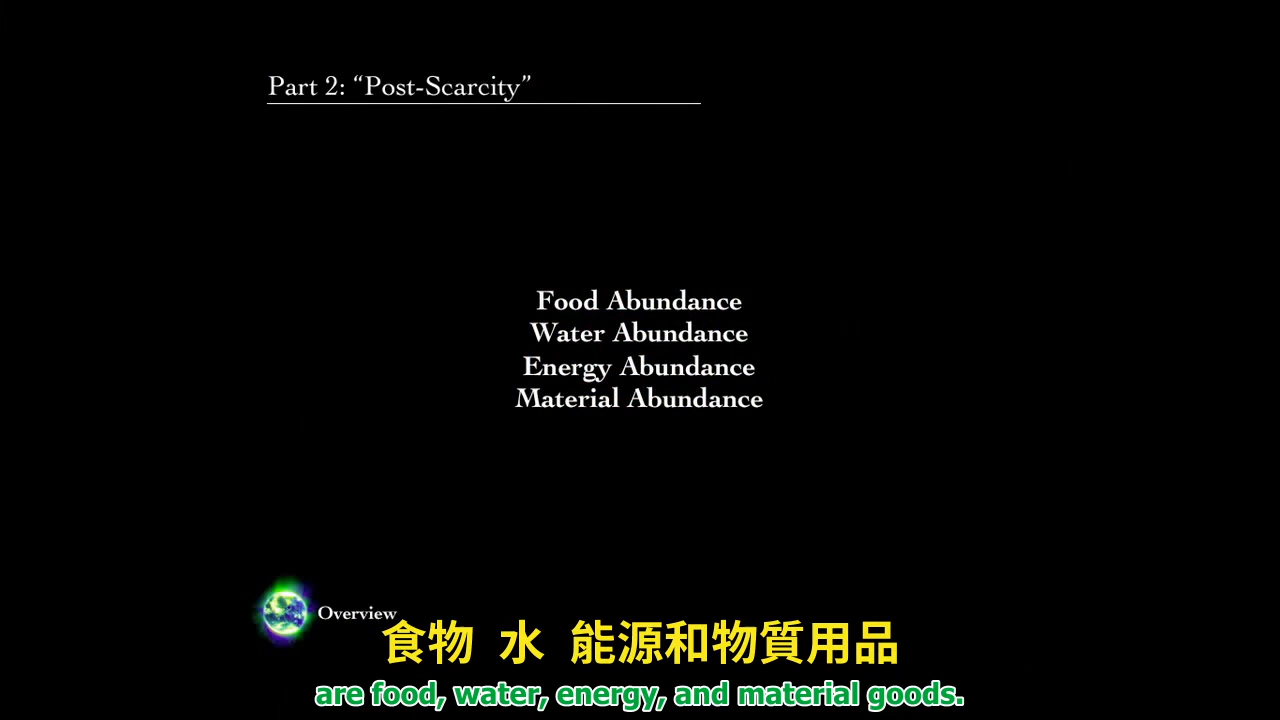 Part 2: “Post-Scarcity”
Food Abundance
Water Abundance
Energy Abundance
Material Abundance
Overview
食物 水 能源和物質用品
are food, water, energy, and material goods.